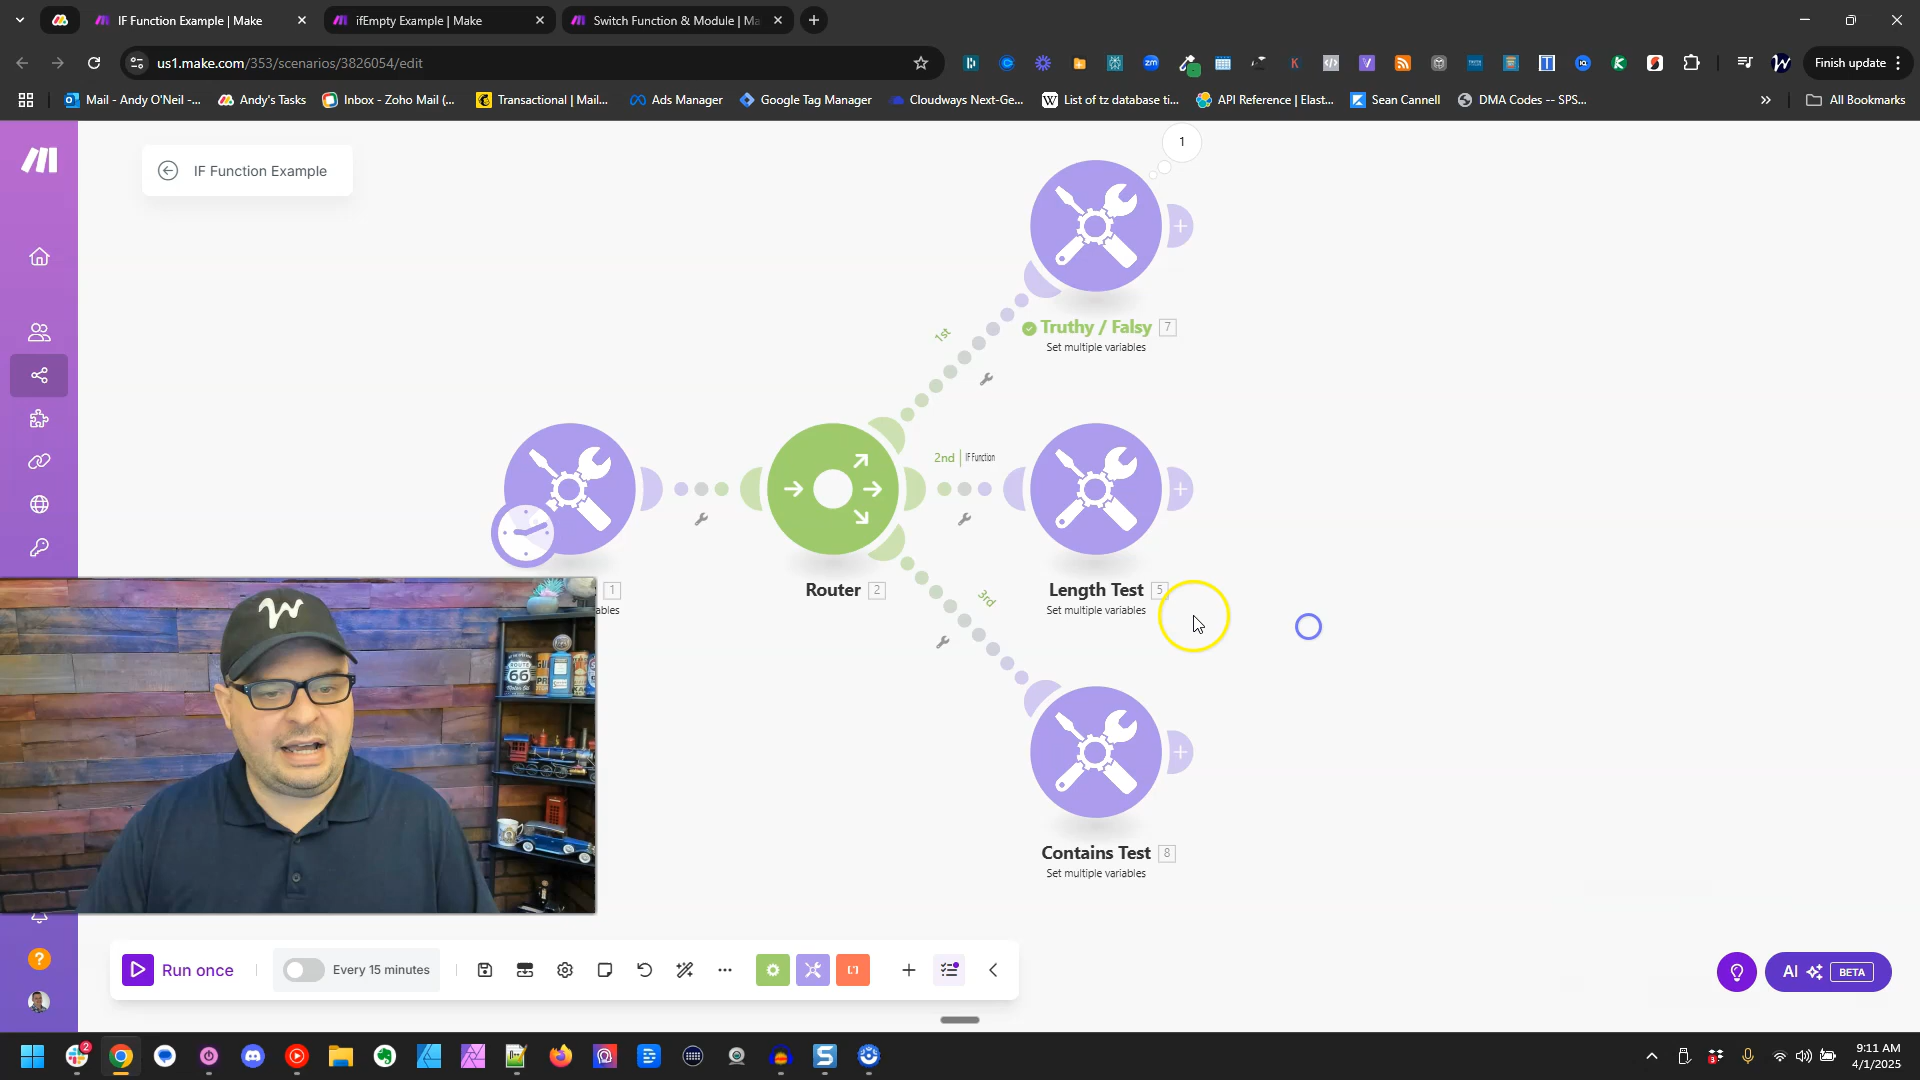 IF Function Example | Make
ifEmpty Example | Make
Switch Function & Module | Ma
us1.make.com/353/scenarios/3826054/edit
Finish update
Mail - Andy O'Neil -...
Andy's Tasks
Inbox - Zoho Mail (...
Transactional | Mail...
Ads Manager
Google Tag Manager
Cloudways Next-Ge...
List of tz database ti...
API Reference | Elast...
Sean Cannell
DMA Codes -- SPS...
All Bookmarks
IF Function Example
1
1st
Truthy / Falsy 7
Set multiple variables
2nd | IF Function
1
ables
Router 2
Length Test 5
Set multiple variables
3rd
Contains Test 8
Set multiple variables
ROUTE
66
Run once
Every 15 minutes
AI BETA
9:11 AM
4/1/2025